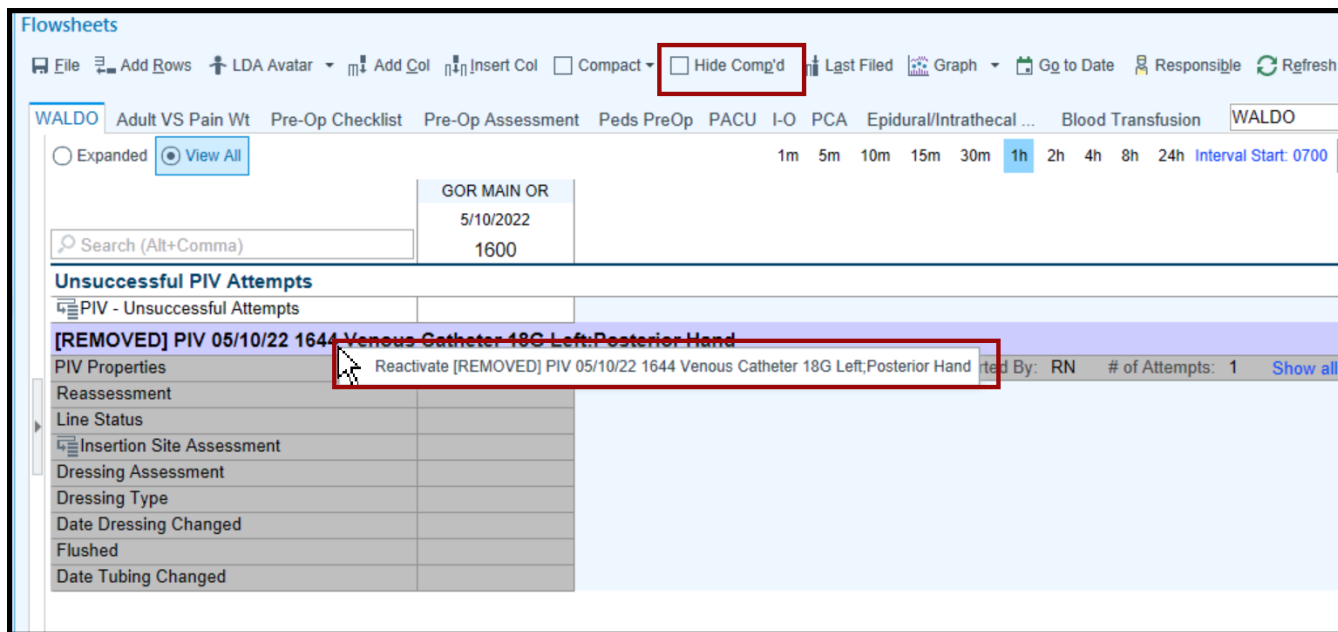 Flowsheets
File Add Rows LDA Avatar Add Col Insert Col Compact Hide Comp'd Last Filed Graph Go to Date Responsible Refresh
WALDO Adult VS Pain Wt Pre-Op Checklist Pre-Op Assessment Peds PreOp PACU I-O PCA Epidural/Intrathecal ... Blood Transfusion WALDO
Expanded View All 1m 5m 10m 15m 30m 1h 2h 4h 8h 24h Interval Start: 0700
GOR MAIN OR
5/10/2022
Search (Alt+Comma) 1600
Unsuccessful PIV Attempts
PIV - Unsuccessful Attempts
[REMOVED] PIV 05/10/22 1644 Venous Catheter 18G Left;Posterior Hand
PIV Properties Reactivate [REMOVED] PIV 05/10/22 1644 Venous Catheter 18G Left;Posterior Hand By: RN # of Attempts: 1 Show all
Reassessment
Line Status
Insertion Site Assessment
Dressing Assessment
Dressing Type
Date Dressing Changed
Flushed
Date Tubing Changed